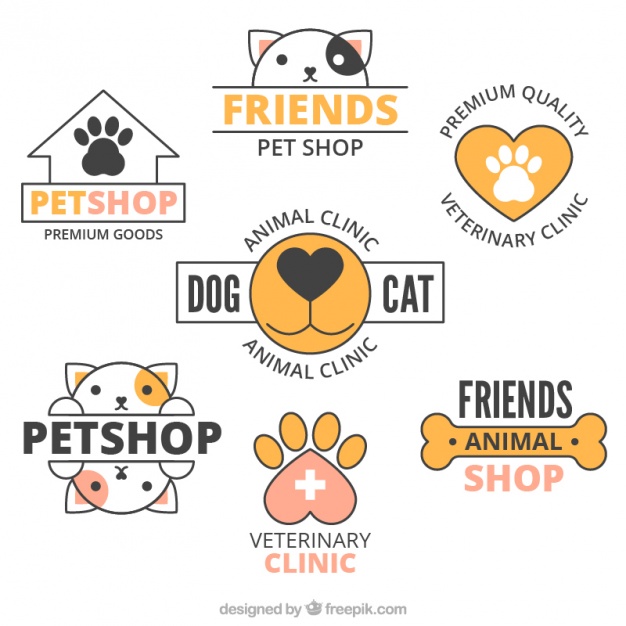 FRIENDS
PET SHOP
PETSHOP
PREMIUM GOODS
PREMIUM QUALITY
VETERINARY CLINIC
ANIMAL CLINIC
DOG CAT
ANIMAL CLINIC
PETSHOP
VETERINARY
CLINIC
FRIENDS
• ANIMAL •
SHOP
designed by freepik.com